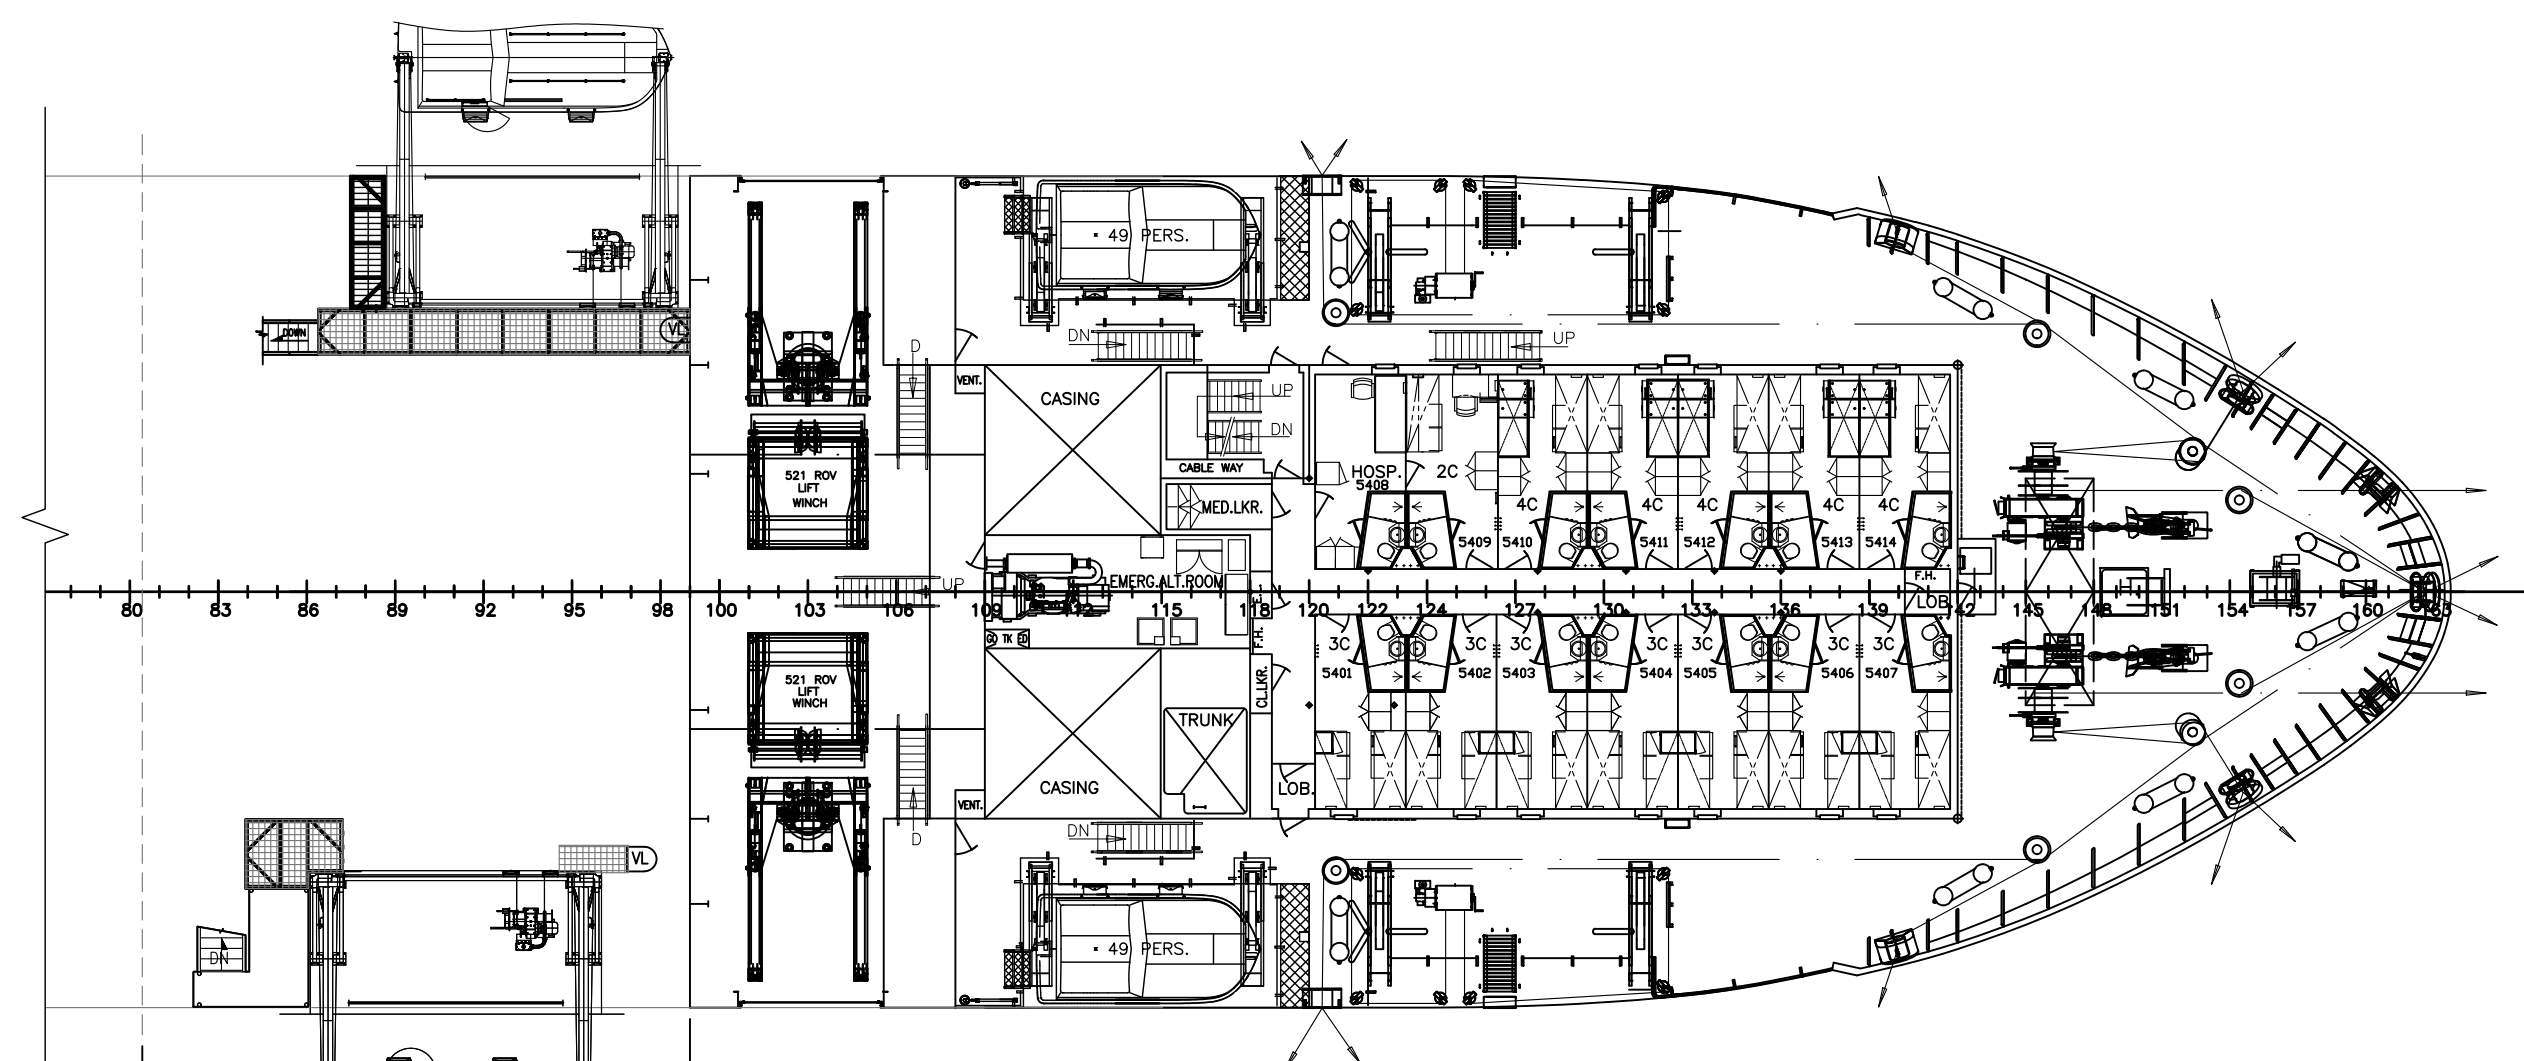 49 PERS.
DOWN
VL
DN
UP
D
VENT.
CASING
UP
DN
CABLE WAY
HOSP.
5408
2C
521 ROV
LIFT
WINCH
MED.LKR.
4C
4C
4C
4C
4C
5409
5410
5411
5412
5413
5414
EMERG.ALT.ROOM
UP
F.H.
LOB.
80
83
86
89
92
95
98
100
103
106
109
112
115
118
120
122
124
127
130
133
136
139
142
145
148
151
154
157
160
163
GO TK ED
F.H.
3C
3C
3C
3C
3C
3C
3C
5401
5402
5403
5404
5405
5406
5407
521 ROV
LIFT
WINCH
CL.LKR.
TRUNK
CASING
LOB.
VENT.
DN
D
VL
DN
49 PERS.